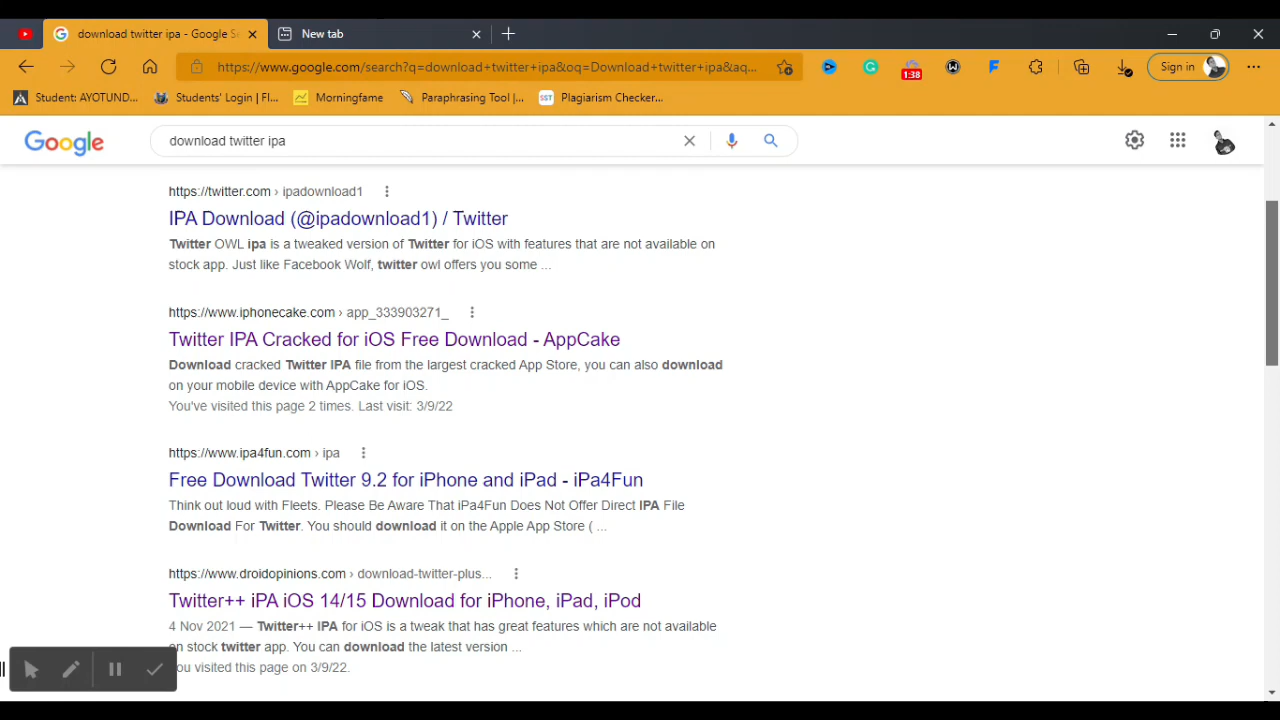 download twitter ipa - Google Se
New tab
https://www.google.com/search?q=download+twitter+ipa&oq=Download+twitter+ipa&aq...
1:38
Sign in
Student: AYOTUND...
Students' Login | Fl...
Morningfame
Paraphrasing Tool |...
SST
Plagiarism Checker...
Google
download twitter ipa
https://twitter.com › ipadownload1
IPA Download (@ipadownload1) / Twitter
Twitter OWL ipa is a tweaked version of Twitter for iOS with features that are not available on
stock app. Just like Facebook Wolf, twitter owl offers you some ...
https://www.iphonecake.com › app_333903271_
Twitter IPA Cracked for iOS Free Download - AppCake
Download cracked Twitter IPA file from the largest cracked App Store, you can also download
on your mobile device with AppCake for iOS.
You've visited this page 2 times. Last visit: 3/9/22
https://www.ipa4fun.com › ipa
Free Download Twitter 9.2 for iPhone and iPad - iPa4Fun
Think out loud with Fleets. Please Be Aware That iPa4Fun Does Not Offer Direct IPA File
Download For Twitter. You should download it on the Apple App Store ( ...
https://www.droidopinions.com › download-twitter-plus...
Twitter++ iPA iOS 14/15 Download for iPhone, iPad, iPod
4 Nov 2021 — Twitter++ IPA for iOS is a tweak that has great features which are not available
on stock twitter app. You can download the latest version ...
You visited this page on 3/9/22.